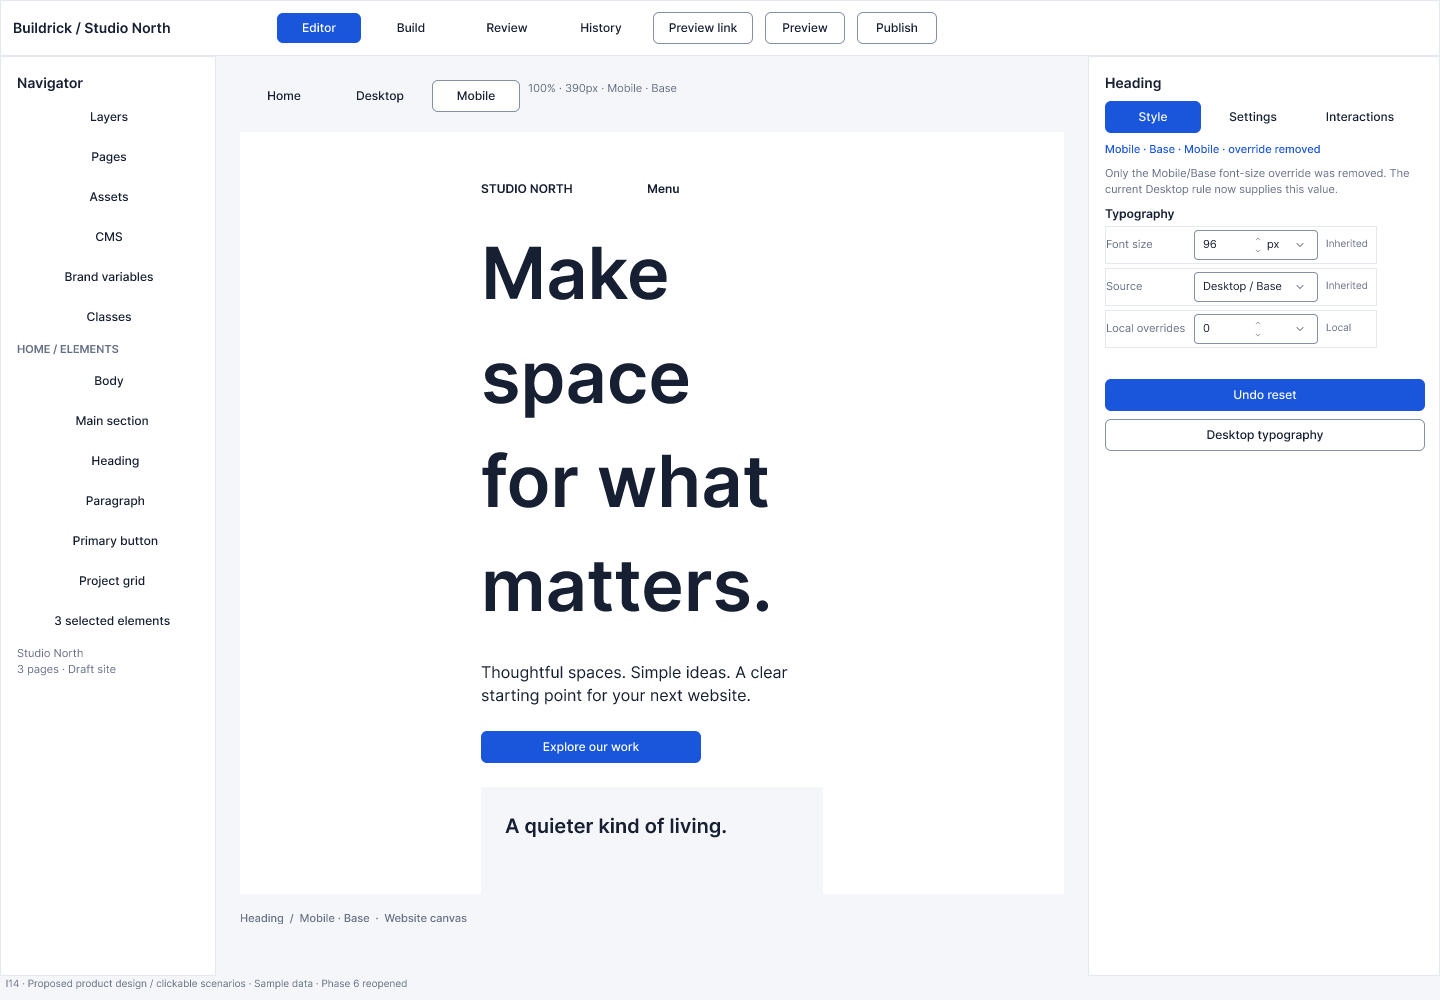 Buildrick / Studio North
Editor
Build
Review
History
Preview link
Preview
Publish
Navigator
Layers
Pages
Assets
CMS
Brand variables
Classes
HOME / ELEMENTS
Body
Main section
Heading
Paragraph
Primary button
Project grid
3 selected elements
Studio North
3 pages · Draft site
Home
Desktop
Mobile
100% · 390px · Mobile · Base
STUDIO NORTH
Menu
Make
space
for what
matters.
Thoughtful spaces. Simple ideas. A clear
starting point for your next website.
Explore our work
A quieter kind of living.
Heading / Mobile · Base · Website canvas
Heading
Style
Settings
Interactions
Mobile · Base · Mobile · override removed
Only the Mobile/Base font-size override was removed. The
current Desktop rule now supplies this value.
Typography
Font size
96
px
Inherited
Source
Desktop / Base
Inherited
Local overrides
0
Local
Undo reset
Desktop typography
I14 · Proposed product design / clickable scenarios · Sample data · Phase 6 reopened